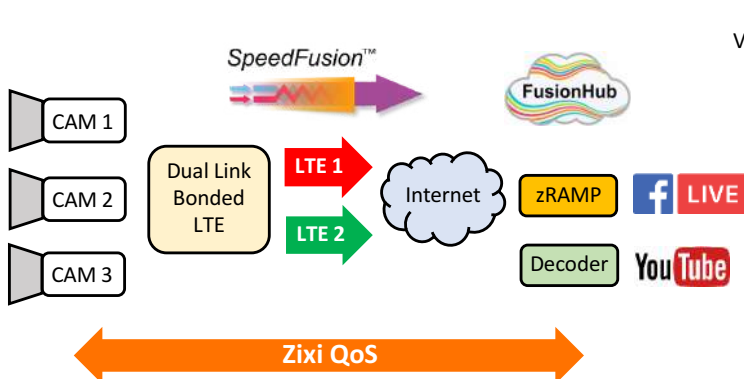 V
SpeedFusion™
FusionHub
CAM 1
CAM 2
CAM 3
Dual Link
Bonded
LTE
LTE 1
LTE 2
Internet
zRAMP
Decoder
f LIVE
YouTube
Zixi QoS